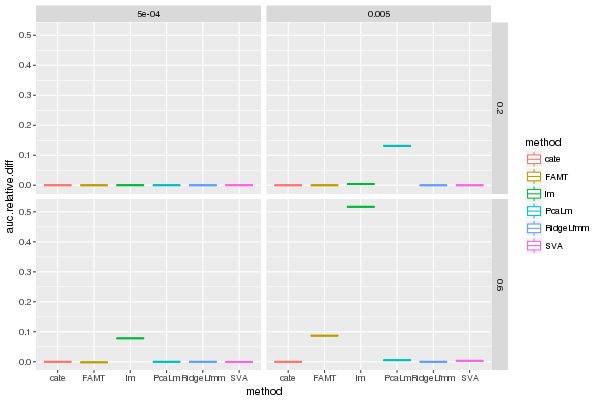 5e-04
0.005
0.5
0.4
0.3
0.2
0.1
0.0
0.2
auc.relative.diff
0.5
0.4
0.3
0.2
0.1
0.0
0.6
cate
FAMT
lm
PcaLm
RidgeLfmm
SVA
cate
FAMT
lm
PcaLm
RidgeLfmm
SVA
method
method
cate
FAMT
lm
PcaLm
RidgeLfmm
SVA